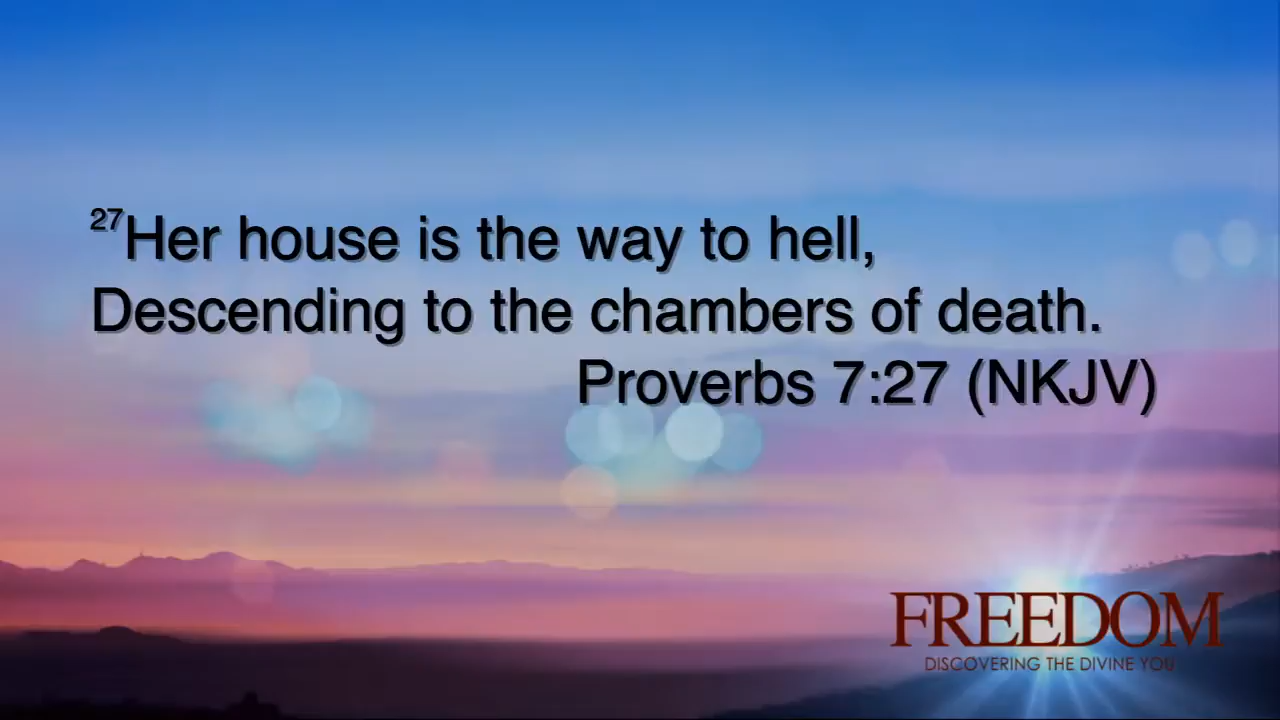 27Her house is the way to hell,
Descending to the chambers of death.
Proverbs 7:27 (NKJV)
FREEDOM
DISCOVERING THE DIVINE YOU